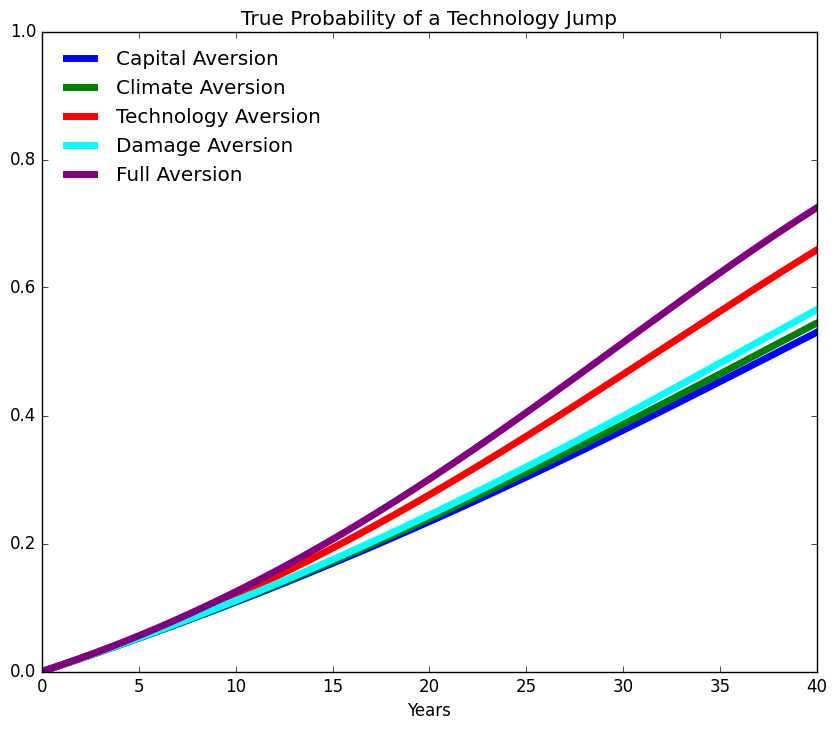 True Probability of a Technology Jump
1.0
Capital Aversion
Climate Aversion
Technology Aversion
Damage Aversion
Full Aversion
0.8
0.6
0.4
0.2
0.0
0 5 10 15 20 25 30 35 40
Years